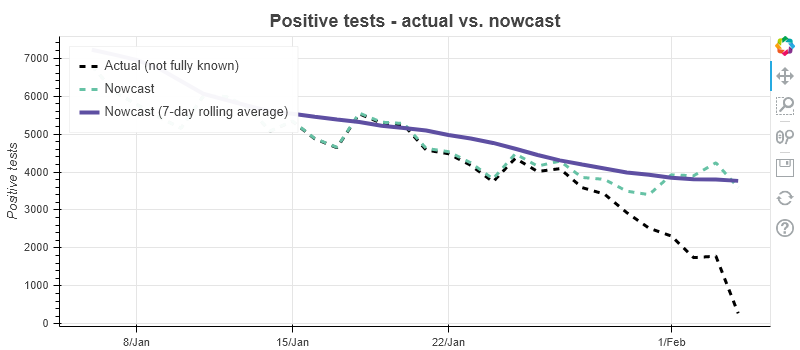 Positive tests - actual vs. nowcast
7000
6000
5000
4000
3000
2000
1000
0
Positive tests
Actual (not fully known)
Nowcast
Nowcast (7-day rolling average)
8/Jan
15/Jan
22/Jan
1/Feb